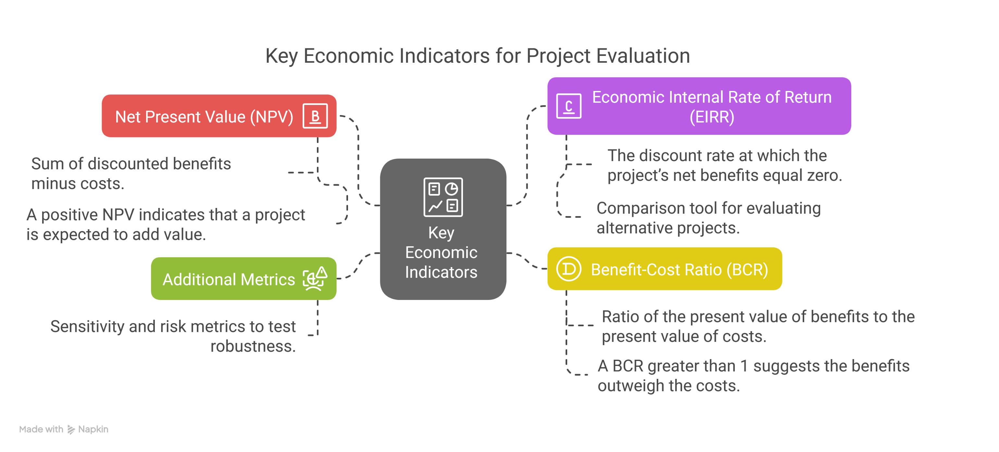 Key Economic Indicators for Project Evaluation
Net Present Value (NPV)
B
Sum of discounted benefits
minus costs.
A positive NPV indicates that a project
is expected to add value.
Additional Metrics
Sensitivity and risk metrics to test
robustness.
Key
Economic
Indicators
C
Economic Internal Rate of Return
(EIRR)
The discount rate at which the
project’s net benefits equal zero.
Comparison tool for evaluating
alternative projects.
D
Benefit-Cost Ratio (BCR)
Ratio of the present value of benefits to the
present value of costs.
A BCR greater than 1 suggests the benefits
outweigh the costs.
Made with Napkin